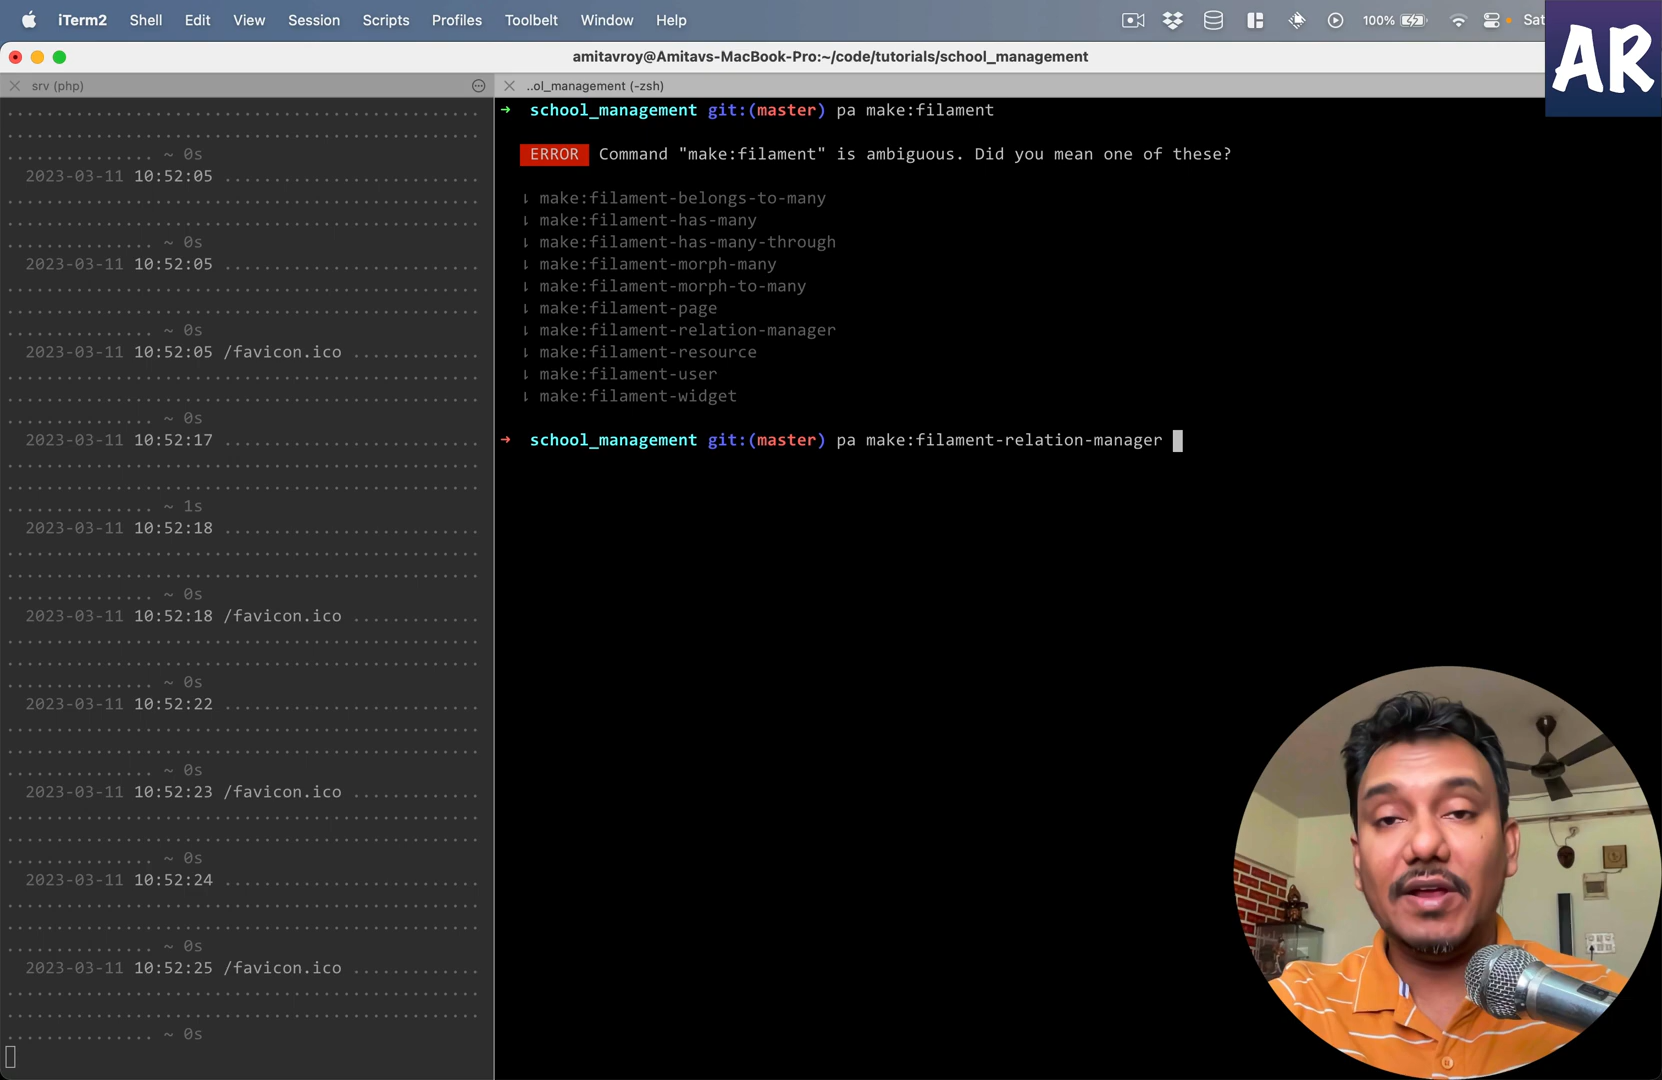 iTerm2 Shell Edit View Session Scripts Profiles Toolbelt Window Help 100% Sat
AR
amitavroy@Amitavs-MacBook-Pro:~/code/tutorials/school_management
srv (php)
..ol_management (-zsh)
............................................
............................................
............... ~ 0s
2023-03-11 10:52:05 ..........................
............................................
............... ~ 0s
2023-03-11 10:52:05 ..........................
............................................
............................................
............... ~ 0s
2023-03-11 10:52:05 /favicon.ico .............
............................................
............................................
............... ~ 0s
2023-03-11 10:52:17 ..........................
............................................
............................................
............... ~ 1s
2023-03-11 10:52:18 ..........................
............................................
............................................
............... ~ 0s
2023-03-11 10:52:18 /favicon.ico .............
............................................
............................................
............... ~ 0s
2023-03-11 10:52:22 ..........................
............................................
............................................
............... ~ 0s
2023-03-11 10:52:23 /favicon.ico .............
............................................
............................................
............... ~ 0s
2023-03-11 10:52:24 ..........................
............................................
............................................
............... ~ 0s
2023-03-11 10:52:25 /favicon.ico .............
............................................
............................................
............... ~ 0s
➜ school_management git:(master) pa make:filament
ERROR Command "make:filament" is ambiguous. Did you mean one of these?
⇂ make:filament-belongs-to-many
⇂ make:filament-has-many
⇂ make:filament-has-many-through
⇂ make:filament-morph-many
⇂ make:filament-morph-to-many
⇂ make:filament-page
⇂ make:filament-relation-manager
⇂ make:filament-resource
⇂ make:filament-user
⇂ make:filament-widget
➜ school_management git:(master) pa make:filament-relation-manager